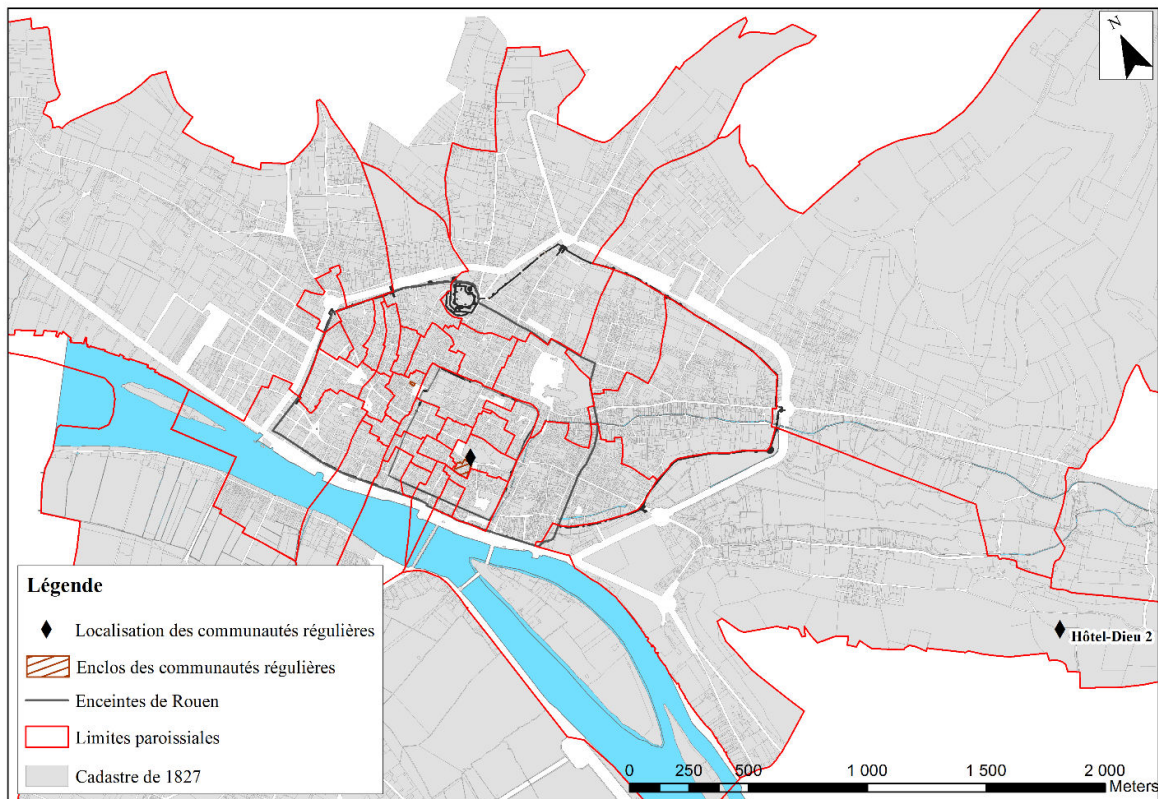 N
Hôtel-Dieu 2
Légende
Localisation des communautés régulières
Enclos des communautés régulières
Enceintes de Rouen
Limites paroissiales
Cadastre de 1827
0 250 500 1 000 1 500 2 000
Meters